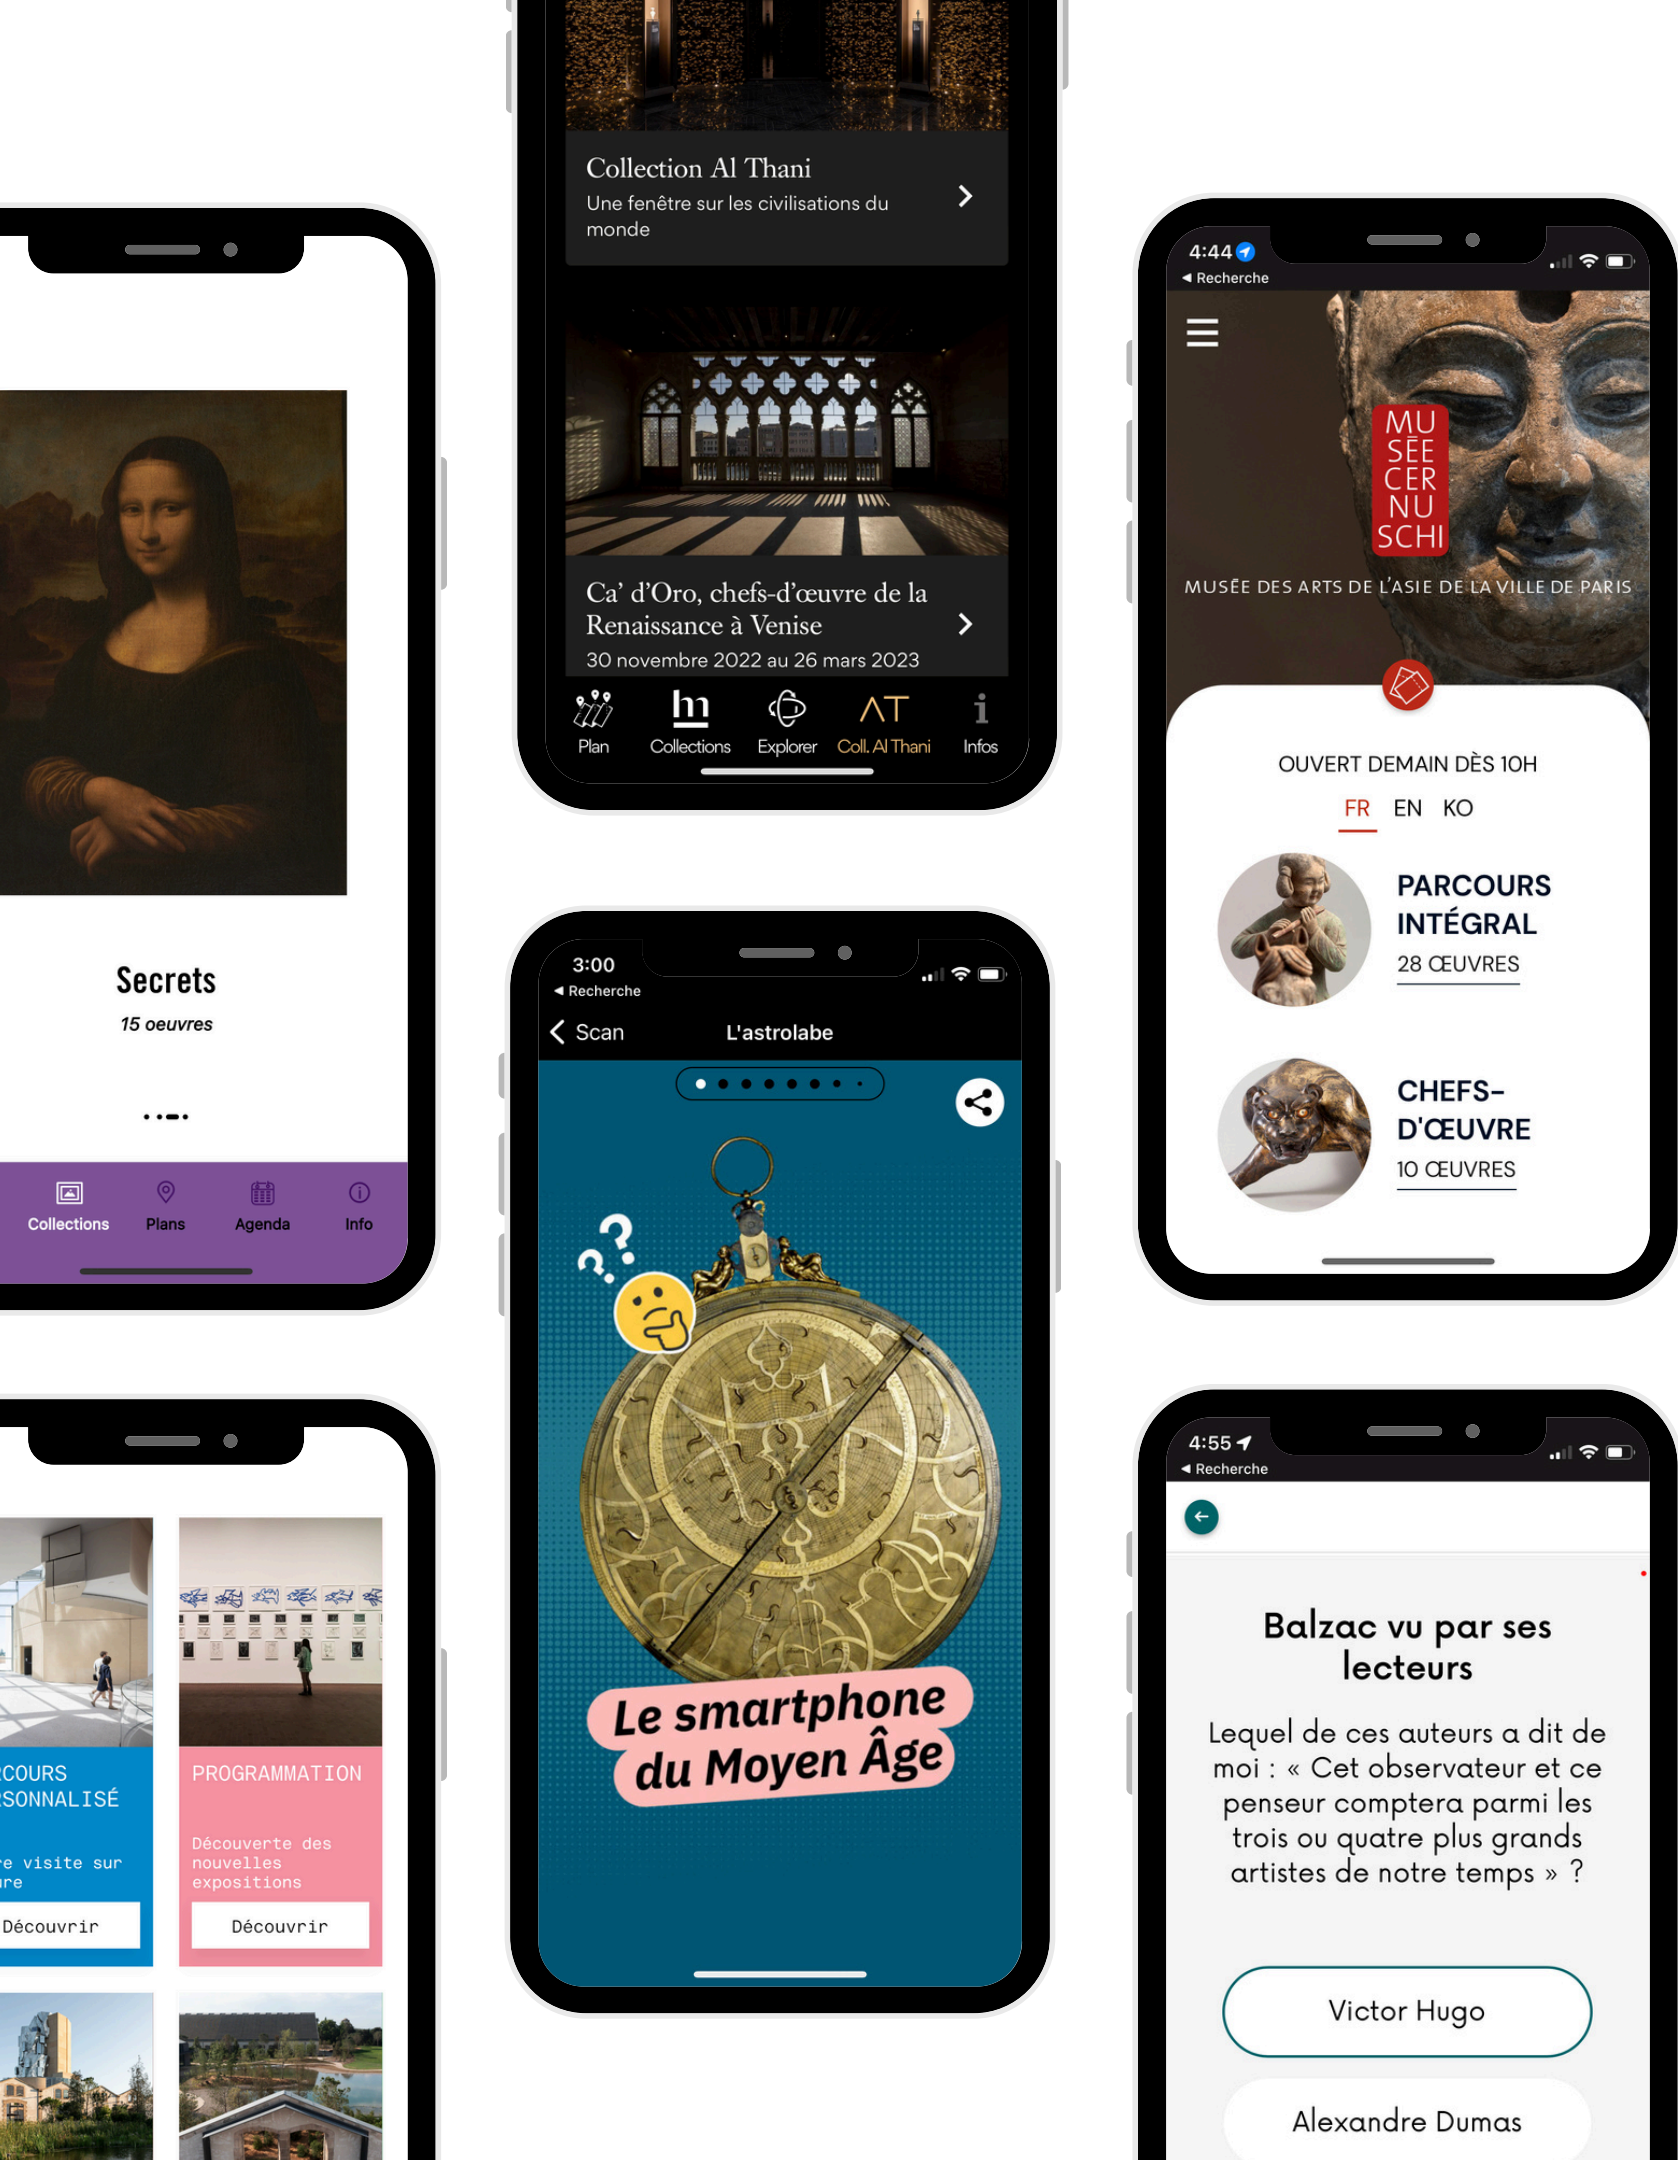 Collection Al Thani
Une fenêtre sur les civilisations du
monde
Ca' d'Oro, chefs-d'œuvre de la
Renaissance à Venise
30 novembre 2022 au 26 mars 2023
Plan
Collections
Explorer
AT
Coll. Al Thani
Infos
Secrets
15 oeuvres
Collections
Plans
Agenda
Info
4:44
Recherche
MU
SÉE
CER
NU
SCHI
MUSÉE DES ARTS DE L'ASIE DE LA VILLE DE PARIS
OUVERT DEMAIN DÈS 10H
FR EN KO
PARCOURS
INTÉGRAL
28 ŒUVRES
CHEFS-
D'ŒUVRE
10 ŒUVRES
3:00
Recherche
Scan
L'astrolabe
??
Le smartphone
du Moyen Âge
COURS
SONNALISÉ
e visite sur
re
Découvrir
PROGRAMMATION
Découverte des
nouvelles
expositions
Découvrir
4:55
Recherche
Balzac vu par ses
lecteurs
Lequel de ces auteurs a dit de
moi : « Cet observateur et ce
penseur comptera parmi les
trois ou quatre plus grands
artistes de notre temps » ?
Victor Hugo
Alexandre Dumas